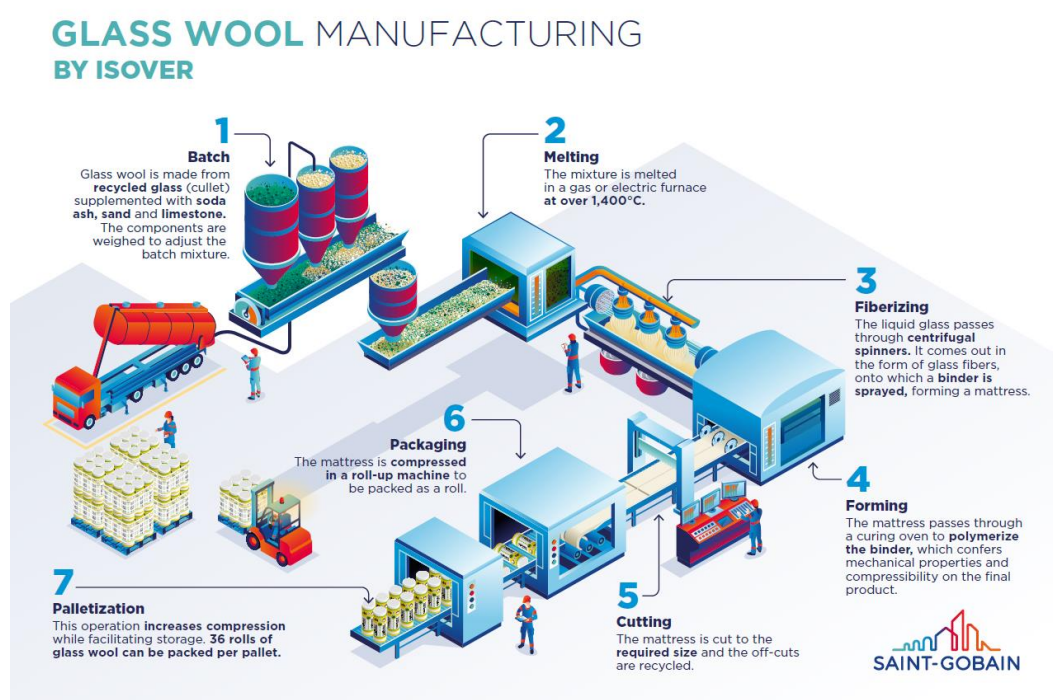 GLASS WOOL MANUFACTURING
BY ISOVER
1
Batch
Glass wool is made from
recycled glass (cullet)
supplemented with soda
ash, sand and limestone.
The components are
weighed to adjust the
batch mixture.
2
Melting
The mixture is melted
in a gas or electric furnace
at over 1,400°C.
3
Fiberizing
The liquid glass passes
through centrifugal
spinners. It comes out in
the form of glass fibers,
onto which a binder is
sprayed, forming a mattress.
4
Forming
The mattress passes through
a curing oven to polymerize
the binder, which confers
mechanical properties and
compressibility on the final
product.
5
Cutting
The mattress is cut to the
required size and the off-cuts
are recycled.
6
Packaging
The mattress is compressed
in a roll-up machine to
be packed as a roll.
7
Palletization
This operation increases compression
while facilitating storage. 36 rolls of
glass wool can be packed per pallet.
SAINT-GOBAIN